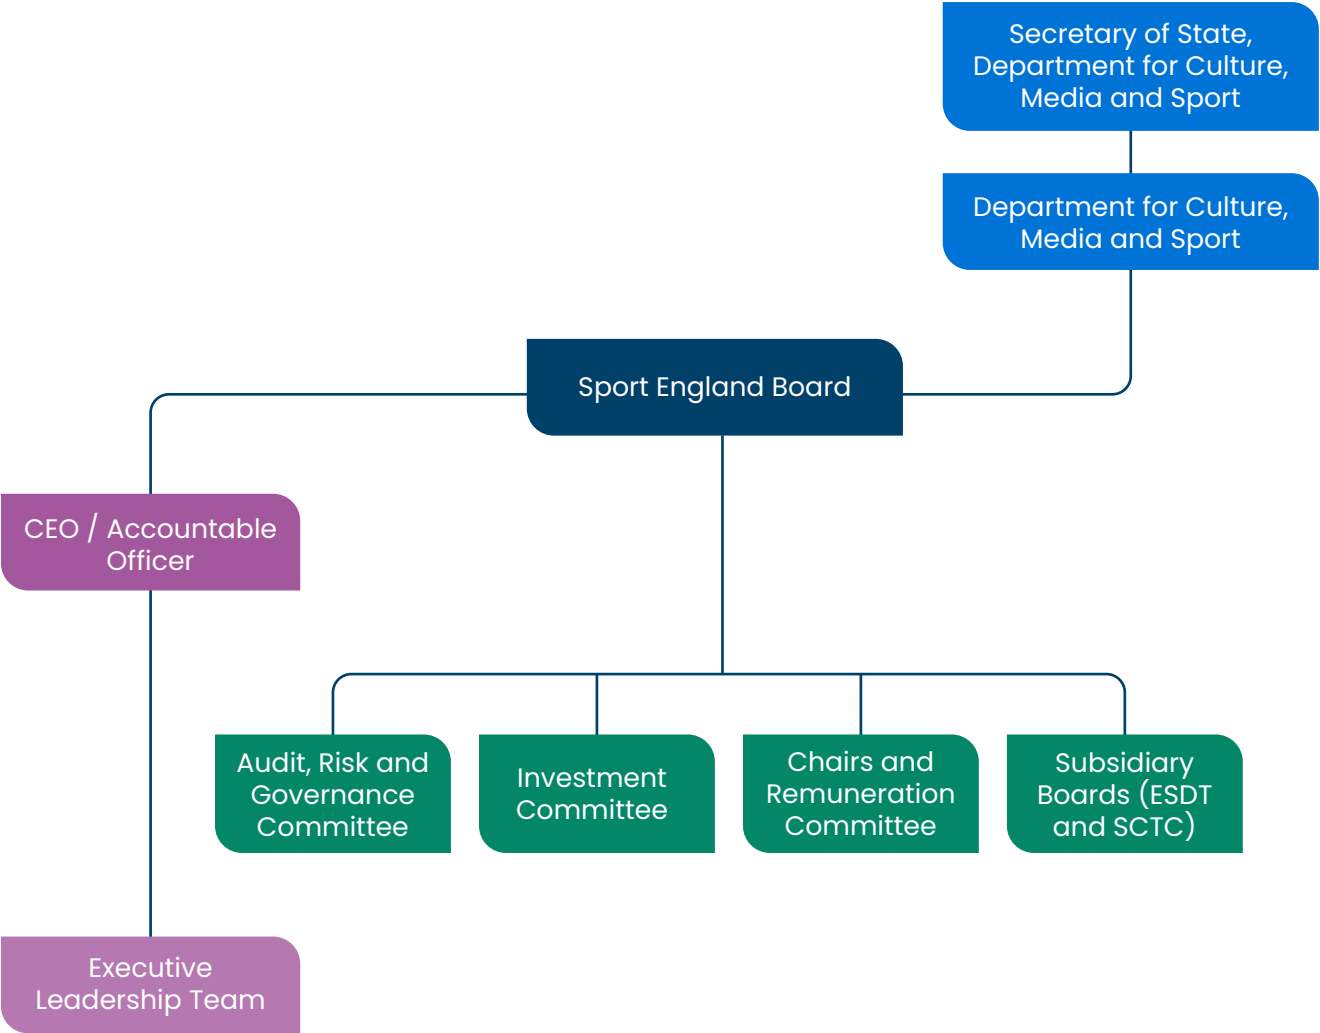 Secretary of State,
Department for Culture,
Media and Sport
Department for Culture,
Media and Sport
Sport England Board
CEO / Accountable
Officer
Audit, Risk and
Governance
Committee
Investment
Committee
Chairs and
Remuneration
Committee
Subsidiary
Boards (ESDT
and SCTC)
Executive
Leadership Team